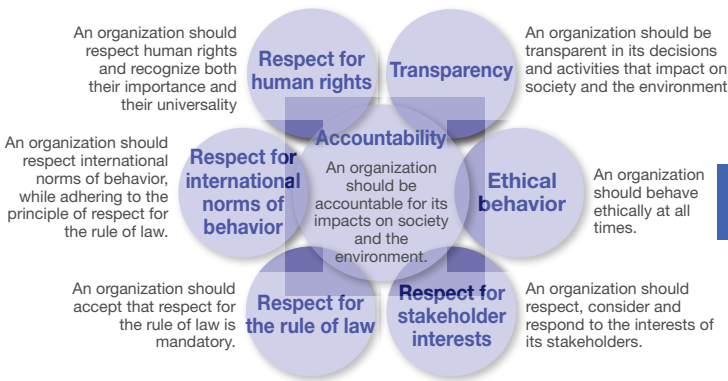 An organization should
respect human rights
and recognize both
their importance and
their universality
Respect for
human rights
Transparency
An organization should be
transparent in its decisions
and activities that impact on
society and the environment
An organization should
respect international
norms of behavior,
while adhering to the
principle of respect for
the rule of law.
Respect for
international
norms of
behavior
Accountability
An organization
should be
accountable for its
impacts on society
and the
environment.
Ethical
behavior
An organization
should behave
ethically at all
times.
An organization should
accept that respect for
the rule of law is
mandatory.
Respect for
the rule of law
Respect for
stakeholder
interests
An organization should
respect, consider and
respond to the interests of
its stakeholders.